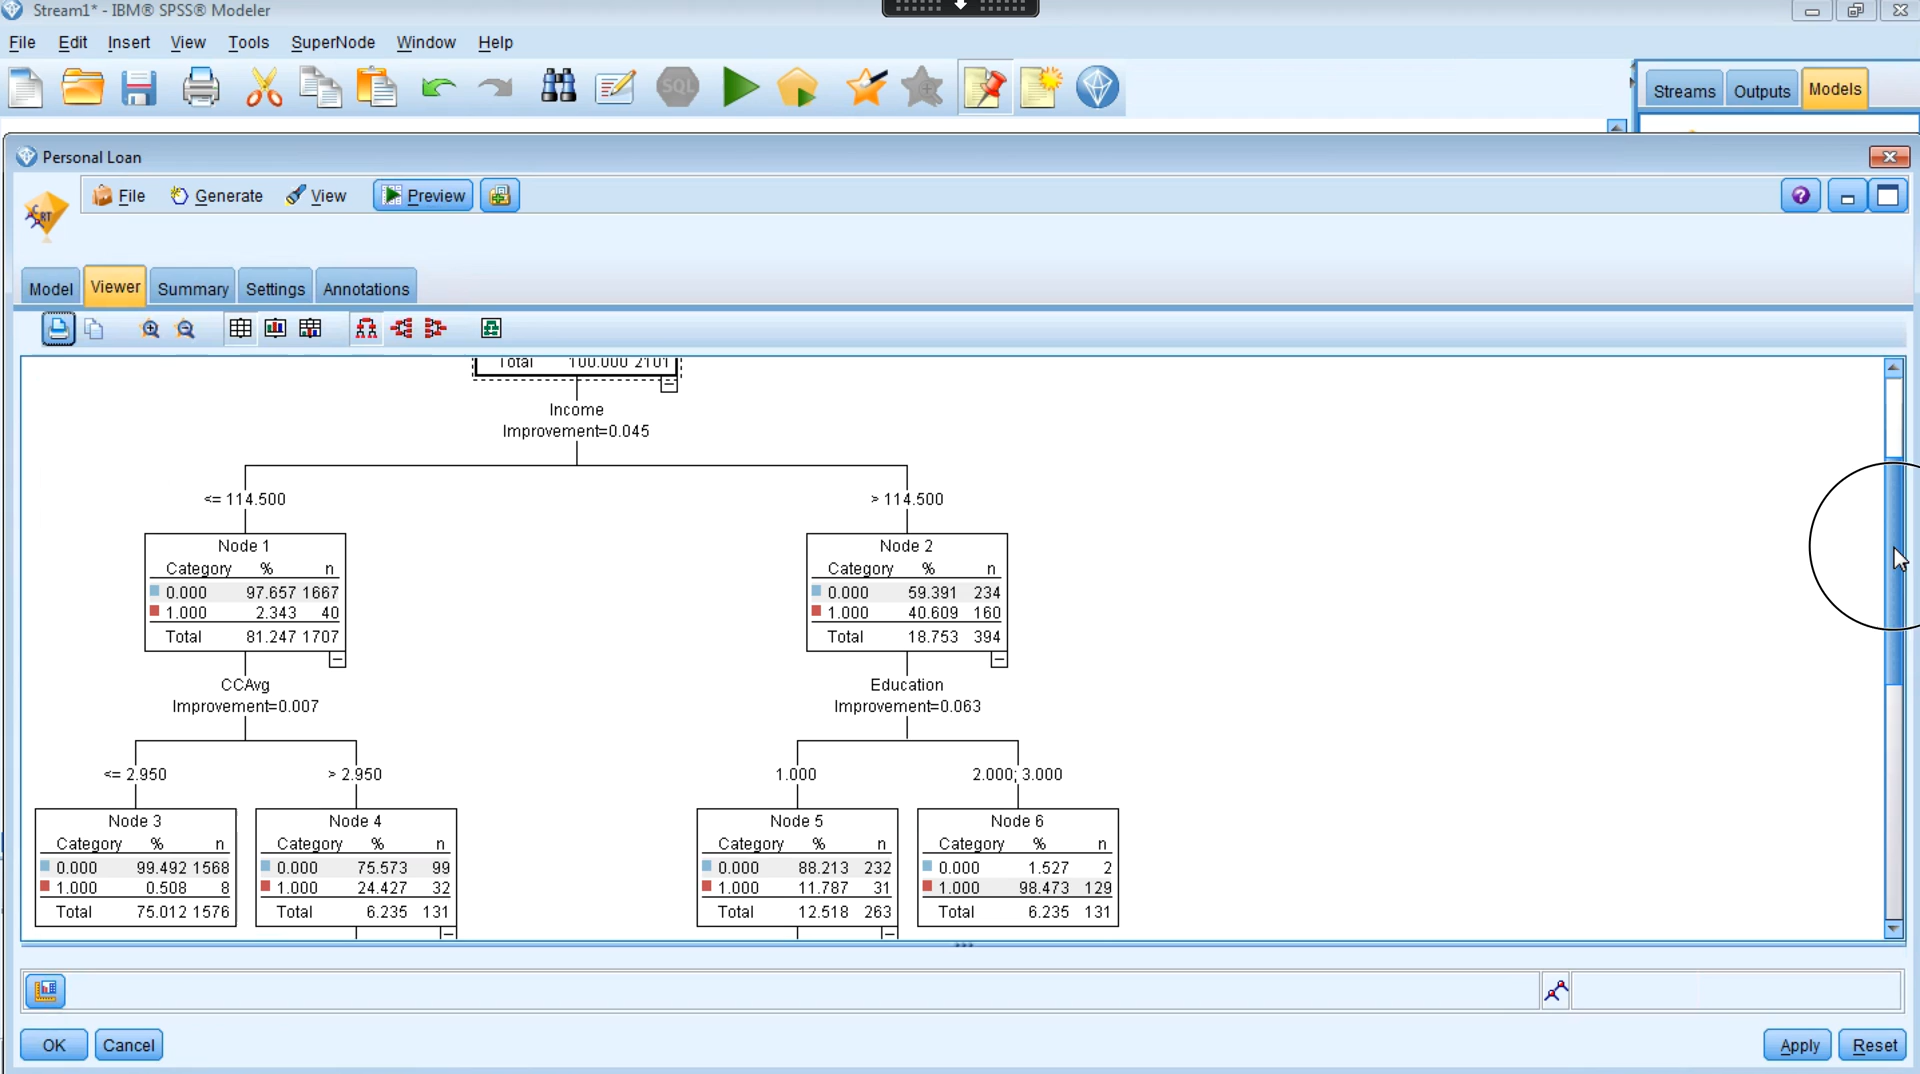 Stream1* - IBM® SPSS® Modeler
File Edit Insert View Tools SuperNode Window Help
SQL
Streams Outputs Models
Personal Loan
CRT
File Generate View Preview
Model Viewer Summary Settings Annotations
Total 100.000 2101
Income
Improvement=0.045
<= 114.500 > 114.500
Node 1 Node 2
Category % n Category % n
0.000 97.657 1667 0.000 59.391 234
1.000 2.343 40 1.000 40.609 160
Total 81.247 1707 Total 18.753 394
CCAvg Education
Improvement=0.007 Improvement=0.063
<= 2.950 > 2.950 1.000 2.000; 3.000
Node 3 Node 4 Node 5 Node 6
Category % n Category % n Category % n Category % n
0.000 99.492 1568 0.000 75.573 99 0.000 88.213 232 0.000 1.527 2
1.000 0.508 8 1.000 24.427 32 1.000 11.787 31 1.000 98.473 129
Total 75.012 1576 Total 6.235 131 Total 12.518 263 Total 6.235 131
OK Cancel Apply Reset